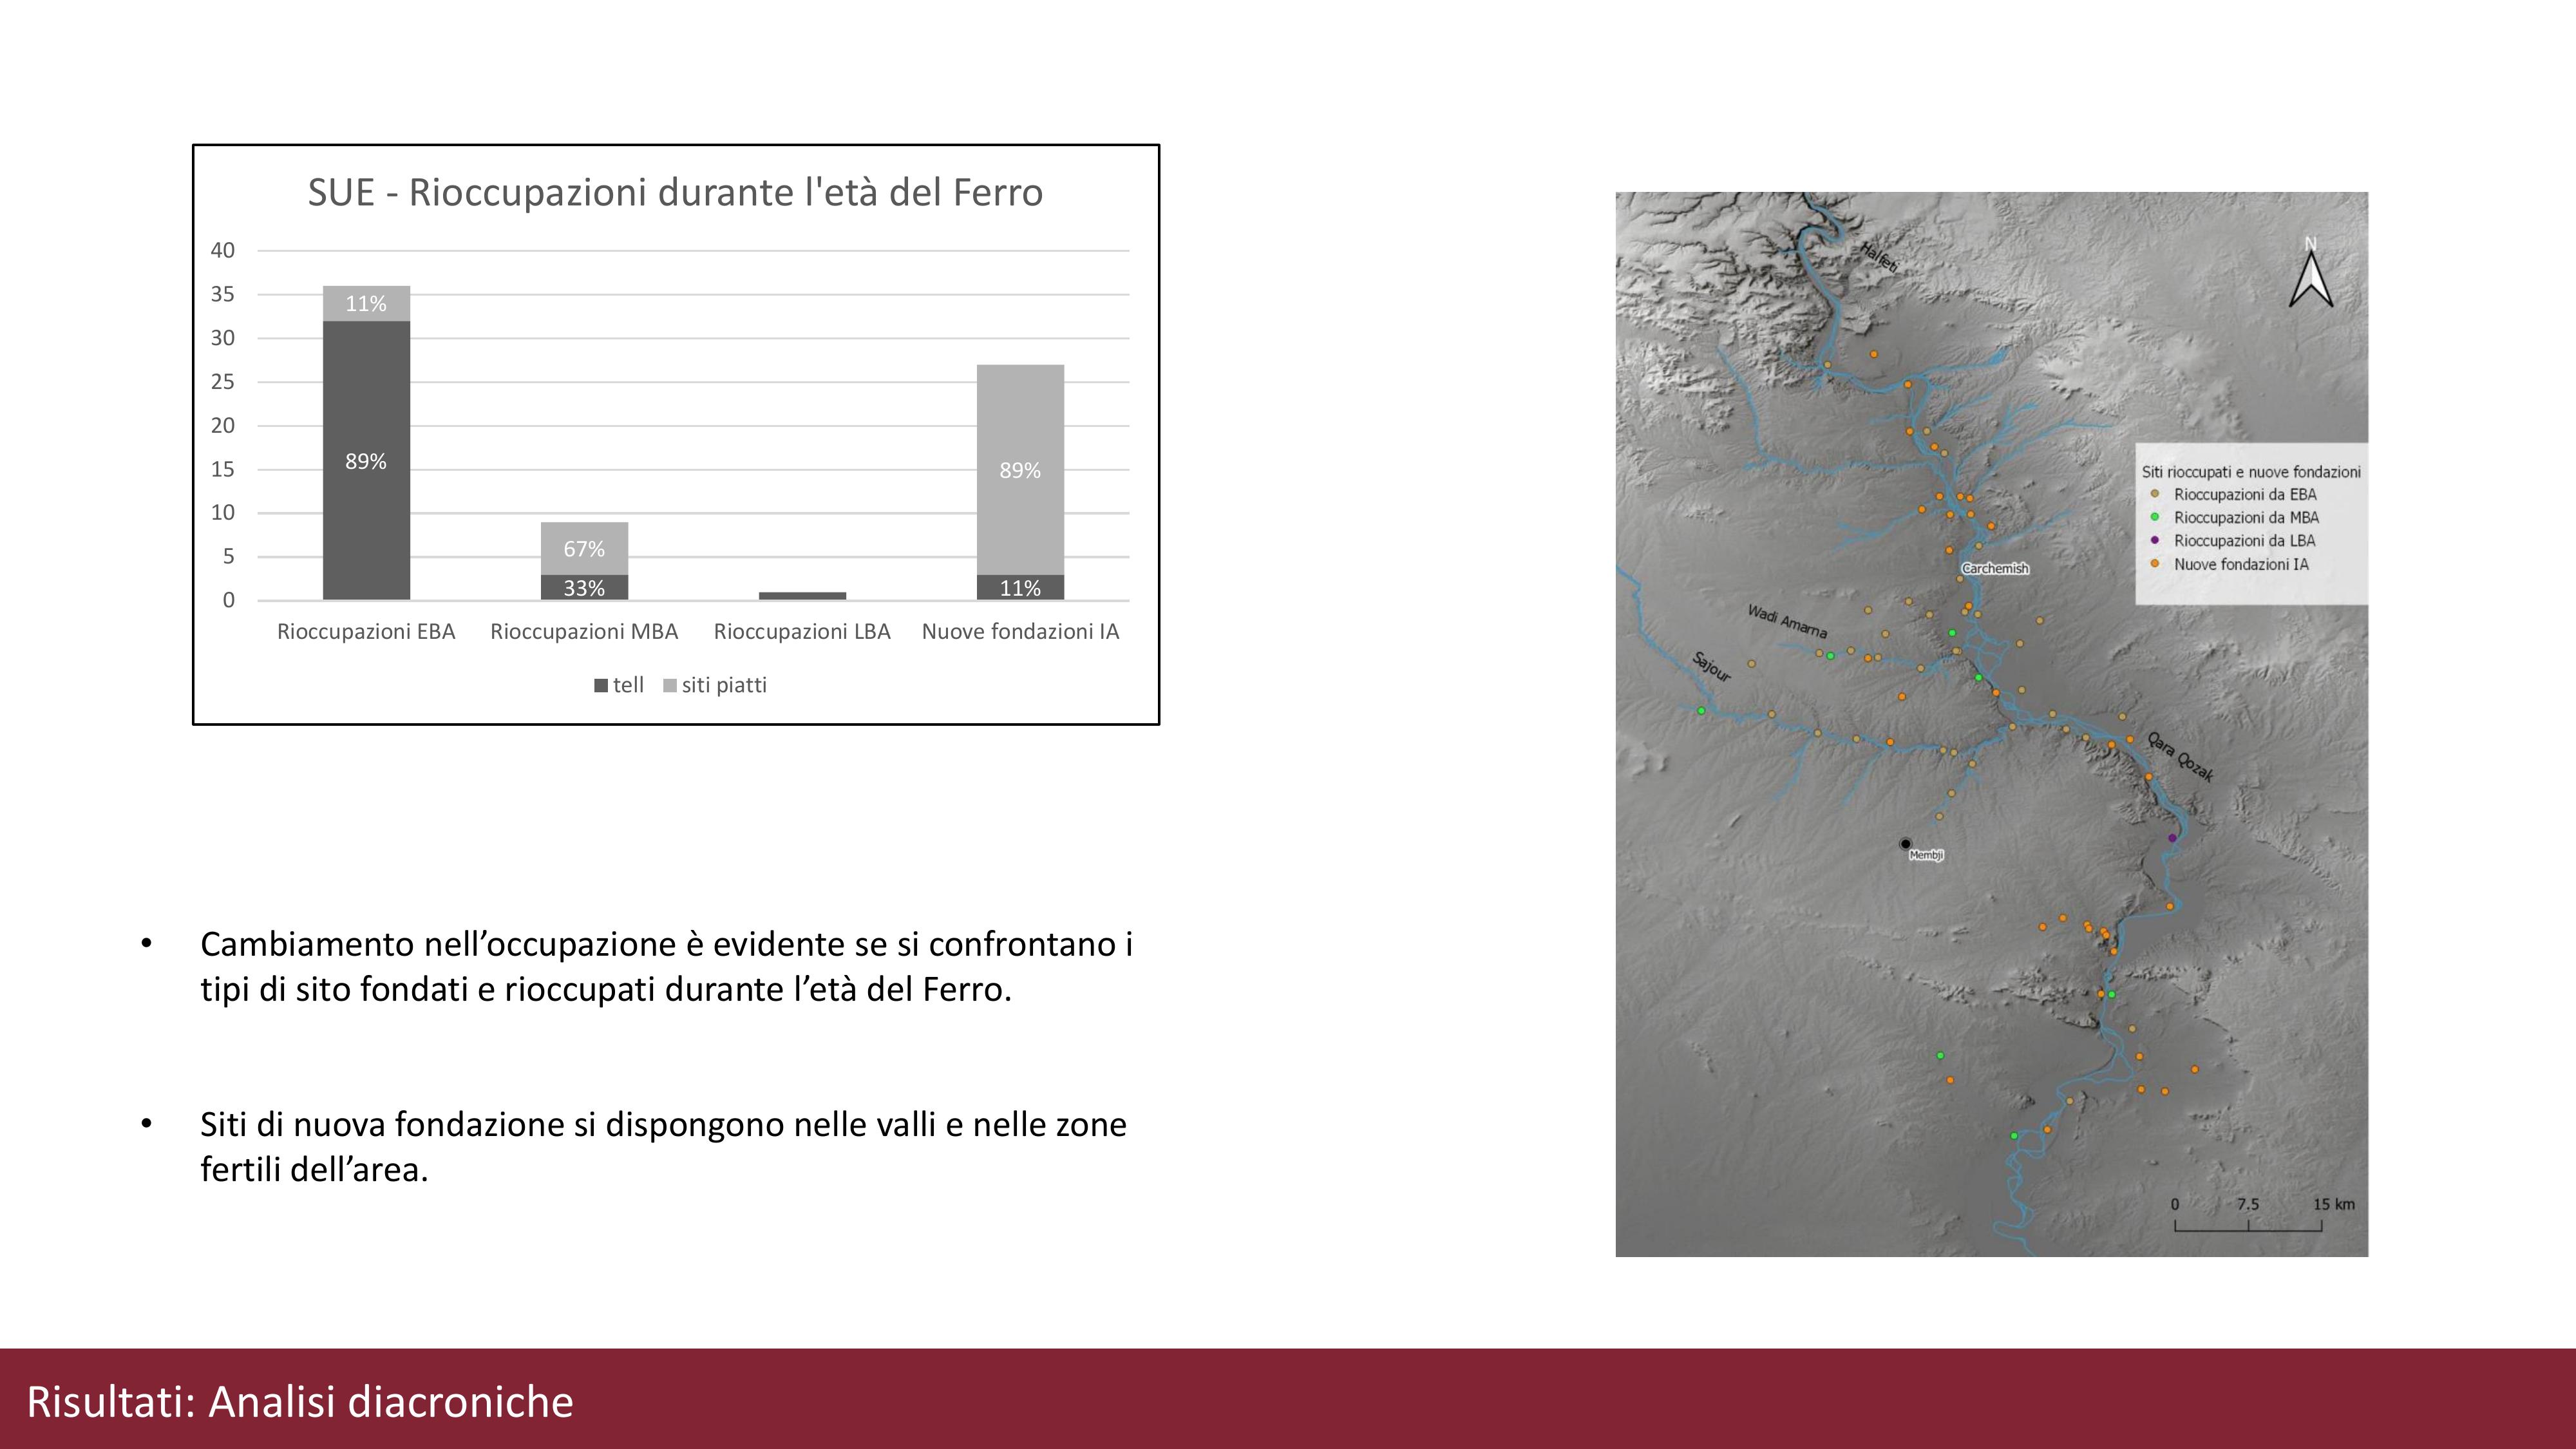 SUE - Rioccupazioni durante l'età del Ferro
40
35
30
25
20
15
10
5
0
11%
89%
67%
33%
89%
11%
Rioccupazioni EBA
Rioccupazioni MBA
Rioccupazioni LBA
Nuove fondazioni IA
tell
siti piatti
• Cambiamento nell’occupazione è evidente se si confrontano i
tipi di sito fondati e rioccupati durante l’età del Ferro.
• Siti di nuova fondazione si dispongono nelle valli e nelle zone
fertili dell’area.
N
Halfeti
Siti rioccupati e nuove fondazioni
Rioccupazioni da EBA
Rioccupazioni da MBA
Rioccupazioni da LBA
Nuove fondazioni IA
Carchemish
Wadi Amarna
Sajour
Qara Qozak
Membji
0 7.5 15 km
Risultati: Analisi diacroniche